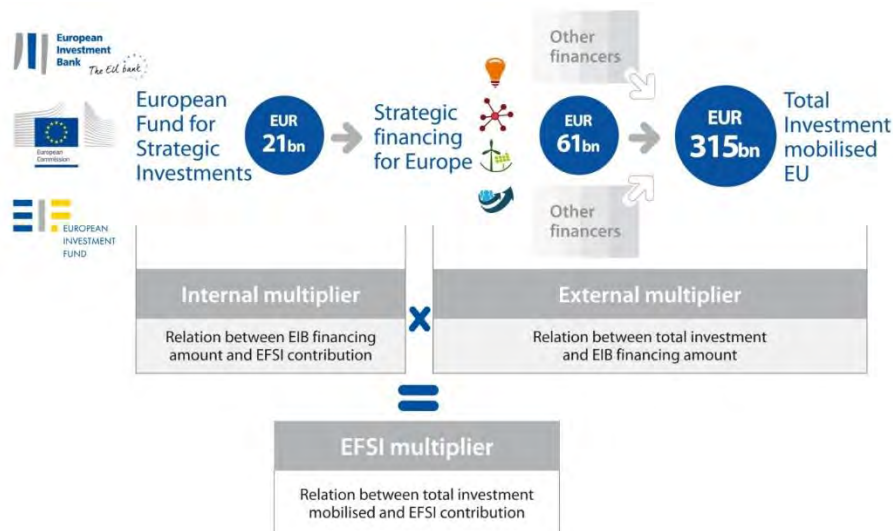 European
Investment
Bank
The EU bank
European
Commission
EUROPEAN
INVESTMENT
FUND
European
Fund for
Strategic
Investments
EUR
21bn
Strategic
financing
for Europe
Other
financers
EUR
61bn
Other
financers
EUR
315bn
Total
Investment
mobilised
EU
Internal multiplier
Relation between EIB financing
amount and EFSI contribution
x
External multiplier
Relation between total investment
and EIB financing amount
=
EFSI multiplier
Relation between total investment
mobilised and EFSI contribution